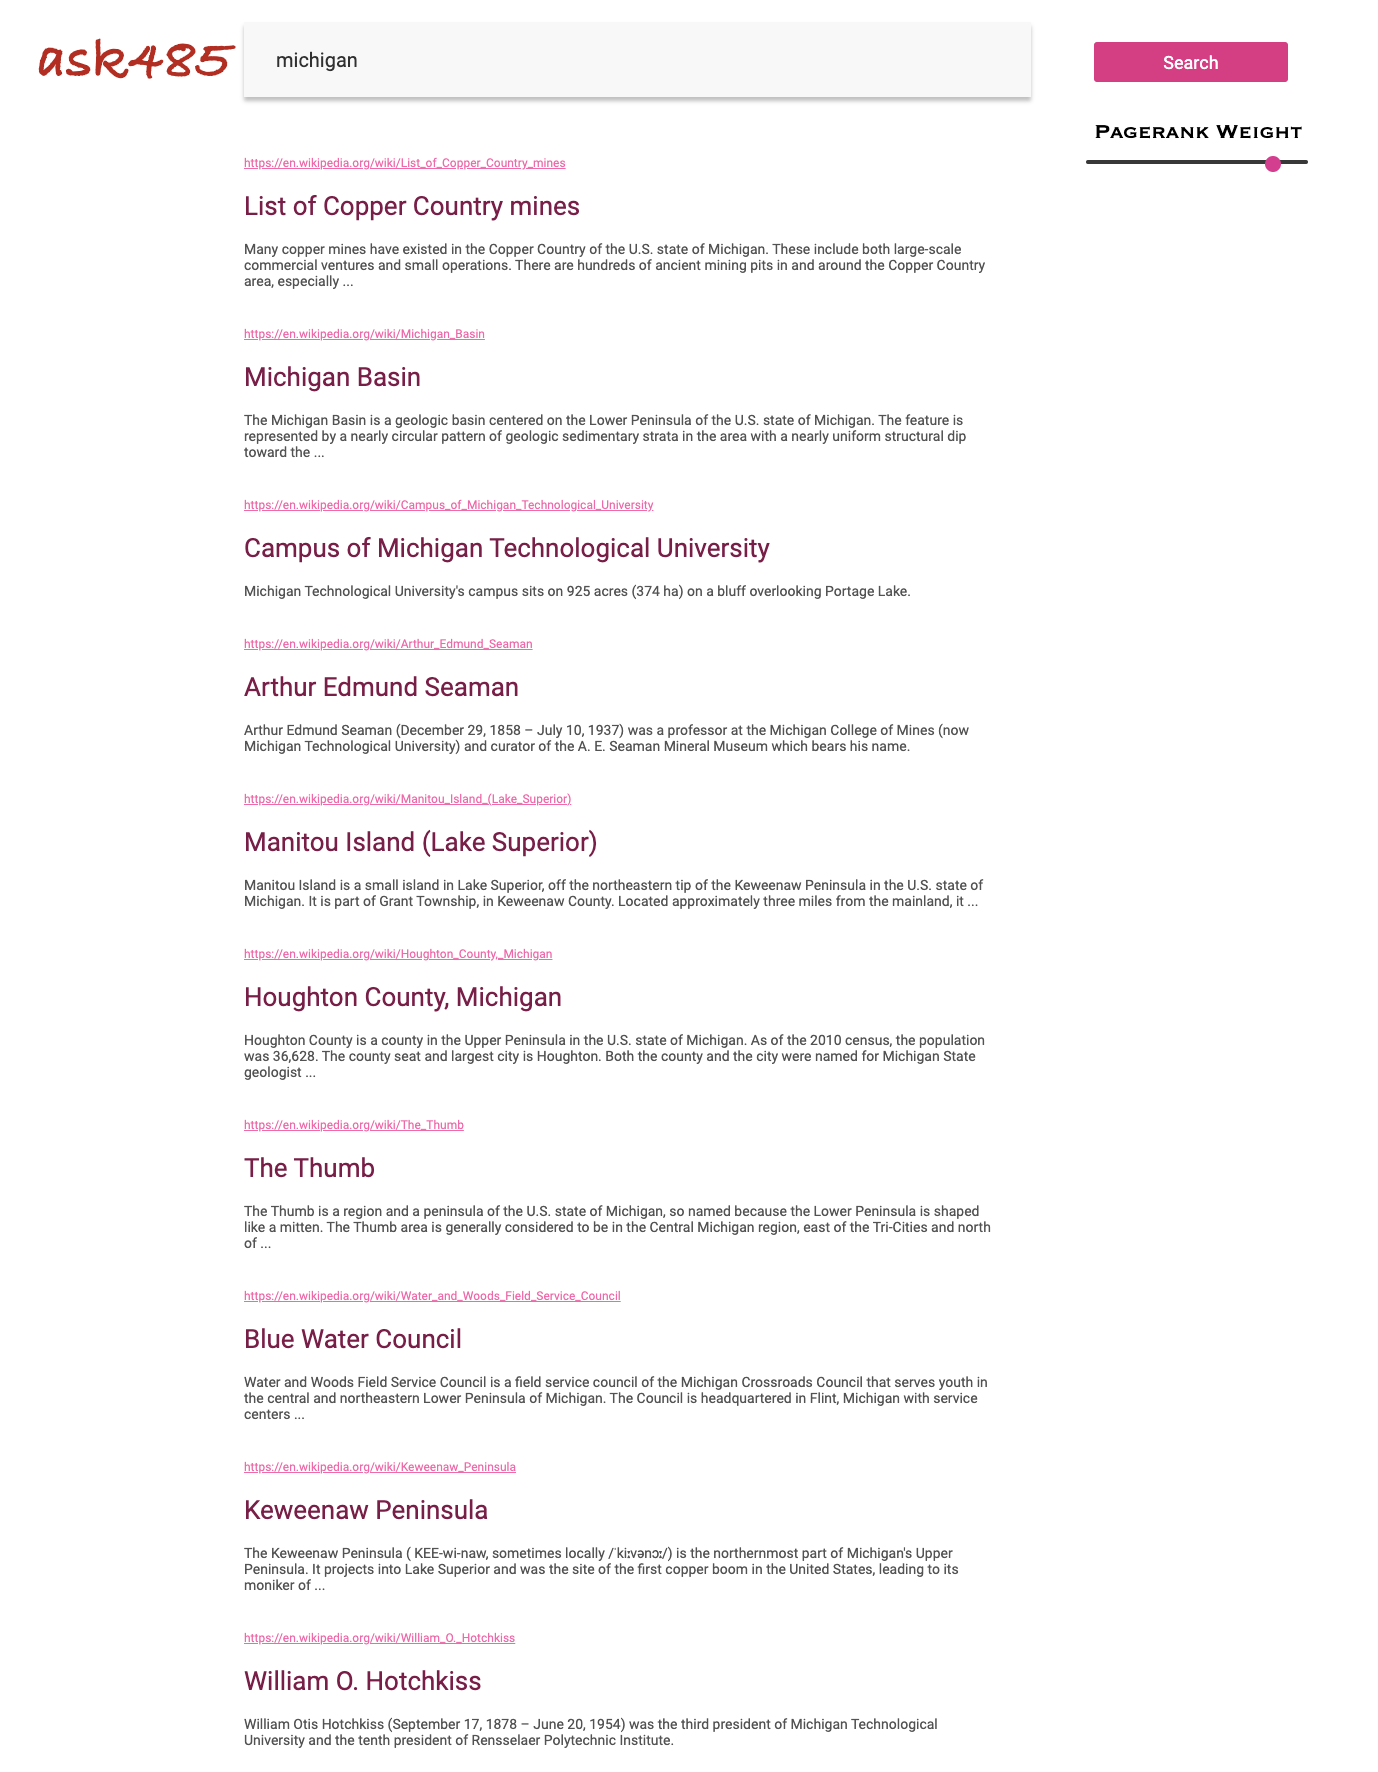 ask485
michigan
Search
Pagerank Weight
https://en.wikipedia.org/wiki/List_of_Copper_Country_mines
List of Copper Country mines
Many copper mines have existed in the Copper Country of the U.S. state of Michigan. These include both large-scale
commercial ventures and small operations. There are hundreds of ancient mining pits in and around the Copper Country
area, especially ...
https://en.wikipedia.org/wiki/Michigan_Basin
Michigan Basin
The Michigan Basin is a geologic basin centered on the Lower Peninsula of the U.S. state of Michigan. The feature is
represented by a nearly circular pattern of geologic sedimentary strata in the area with a nearly uniform structural dip
toward the ...
https://en.wikipedia.org/wiki/Campus_of_Michigan_Technological_University
Campus of Michigan Technological University
Michigan Technological University's campus sits on 925 acres (374 ha) on a bluff overlooking Portage Lake.
https://en.wikipedia.org/wiki/Arthur_Edmund_Seaman
Arthur Edmund Seaman
Arthur Edmund Seaman (December 29, 1858 – July 10, 1937) was a professor at the Michigan College of Mines (now
Michigan Technological University) and curator of the A. E. Seaman Mineral Museum which bears his name.
https://en.wikipedia.org/wiki/Manitou_Island_(Lake_Superior)
Manitou Island (Lake Superior)
Manitou Island is a small island in Lake Superior, off the northeastern tip of the Keweenaw Peninsula in the U.S. state of
Michigan. It is part of Grant Township, in Keweenaw County. Located approximately three miles from the mainland, it ...
https://en.wikipedia.org/wiki/Houghton_County,_Michigan
Houghton County, Michigan
Houghton County is a county in the Upper Peninsula in the U.S. state of Michigan. As of the 2010 census, the population
was 36,628. The county seat and largest city is Houghton. Both the county and the city were named for Michigan State
geologist ...
https://en.wikipedia.org/wiki/The_Thumb
The Thumb
The Thumb is a region and a peninsula of the U.S. state of Michigan, so named because the Lower Peninsula is shaped
like a mitten. The Thumb area is generally considered to be in the Central Michigan region, east of the Tri-Cities and north
of ...
https://en.wikipedia.org/wiki/Water_and_Woods_Field_Service_Council
Blue Water Council
Water and Woods Field Service Council is a field service council of the Michigan Crossroads Council that serves youth in
the central and northeastern Lower Peninsula of Michigan. The Council is headquartered in Flint, Michigan with service
centers ...
https://en.wikipedia.org/wiki/Keweenaw_Peninsula
Keweenaw Peninsula
The Keweenaw Peninsula ( KEE-wi-naw, sometimes locally /ˈkiːvənɔː/) is the northernmost part of Michigan's Upper
Peninsula. It projects into Lake Superior and was the site of the first copper boom in the United States, leading to its
moniker of ...
https://en.wikipedia.org/wiki/William_O._Hotchkiss
William O. Hotchkiss
William Otis Hotchkiss (September 17, 1878 – June 20, 1954) was the third president of Michigan Technological
University and the tenth president of Rensselaer Polytechnic Institute.